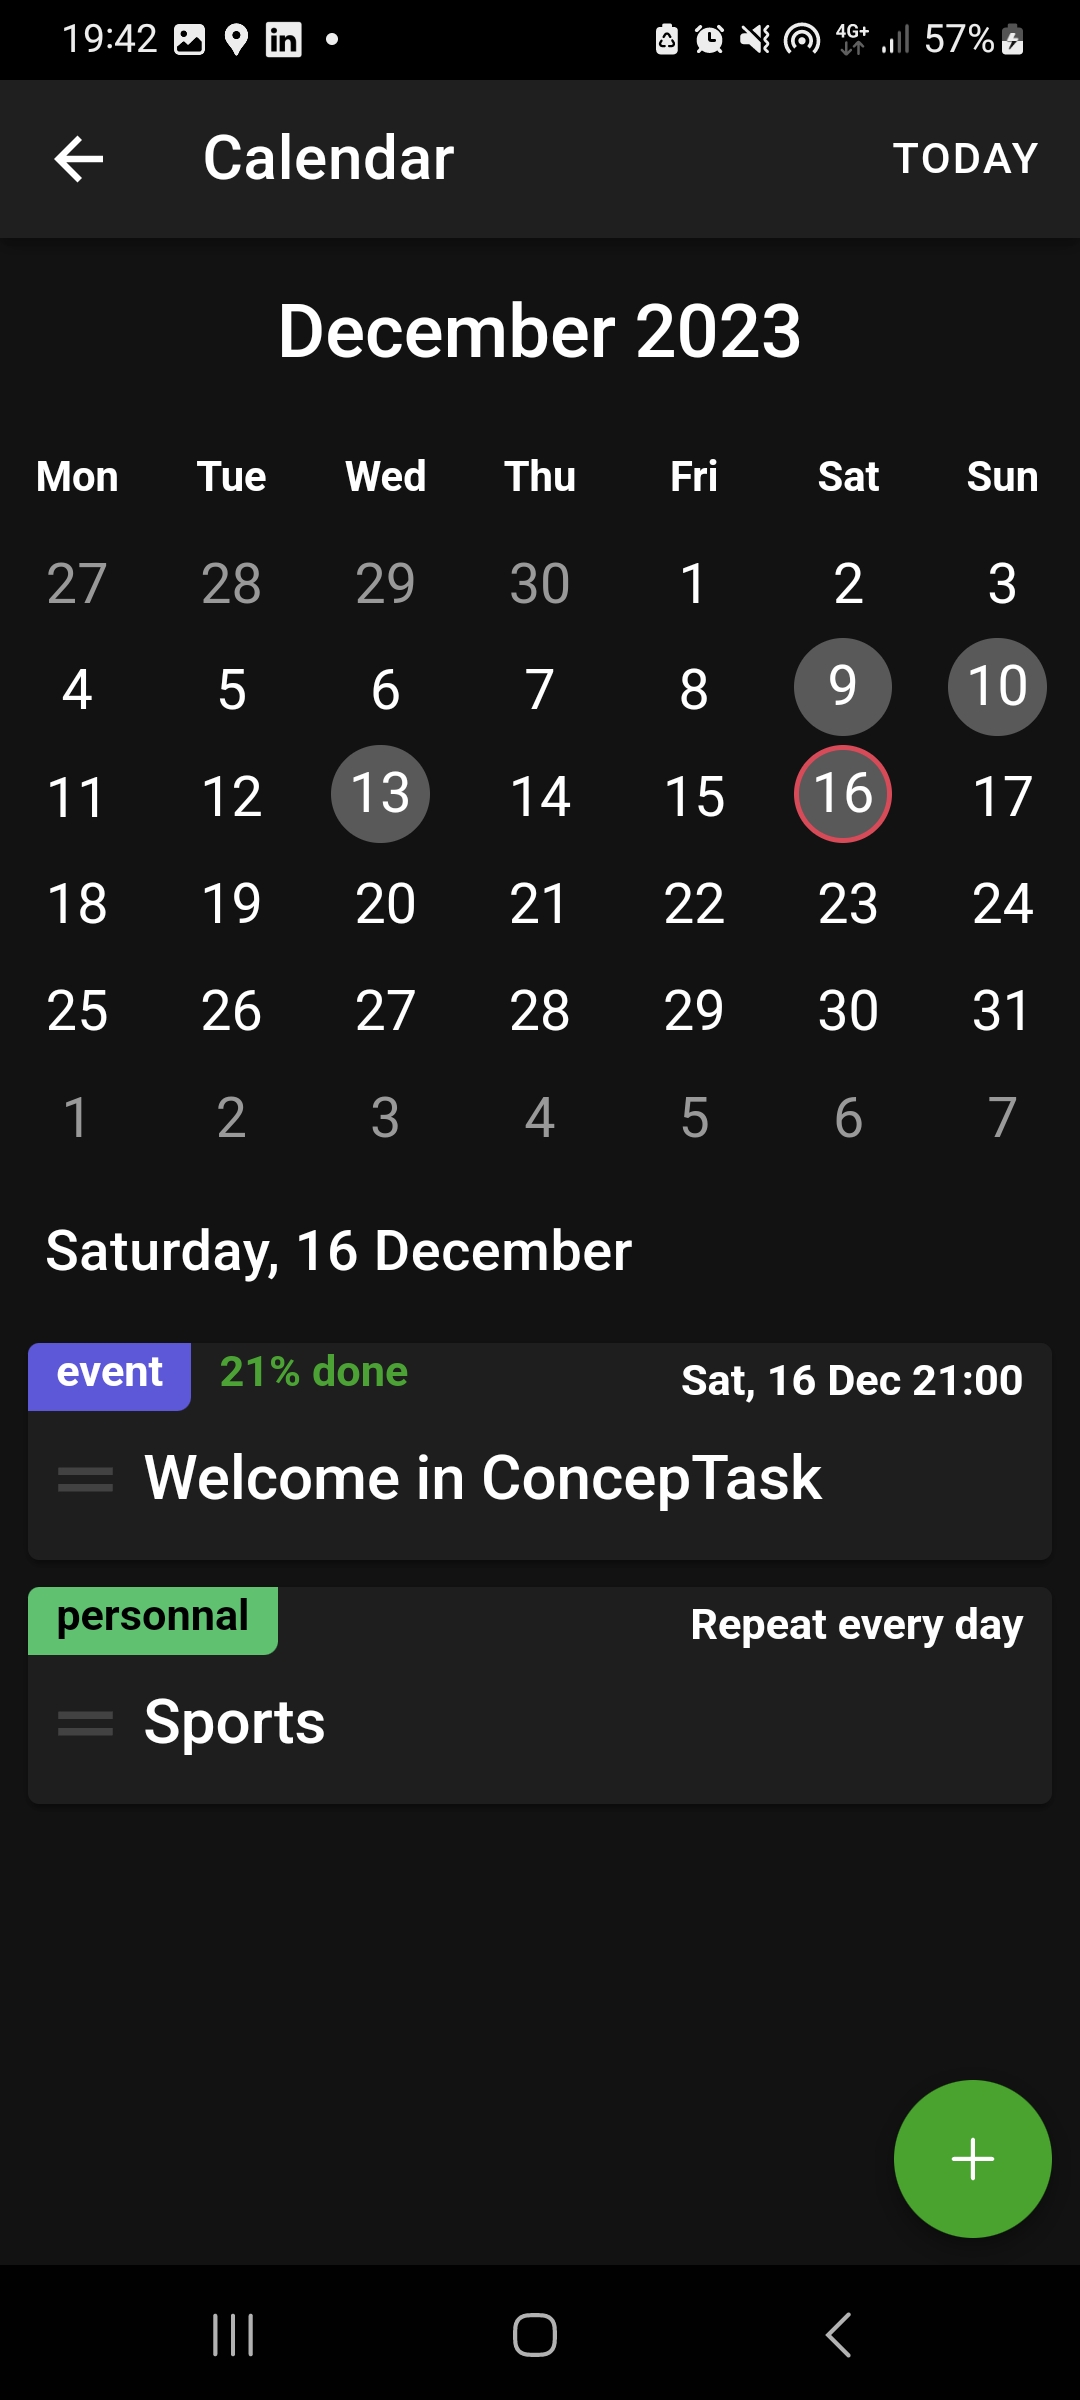 19:42 in 4G+ 57%
Calendar TODAY
December 2023
Mon Tue Wed Thu Fri Sat Sun
27 28 29 30 1 2 3
4 5 6 7 8 9 10
11 12 13 14 15 16 17
18 19 20 21 22 23 24
25 26 27 28 29 30 31
1 2 3 4 5 6 7
Saturday, 16 December
event 21% done Sat, 16 Dec 21:00
Welcome in ConcepTask
personnal Repeat every day
Sports